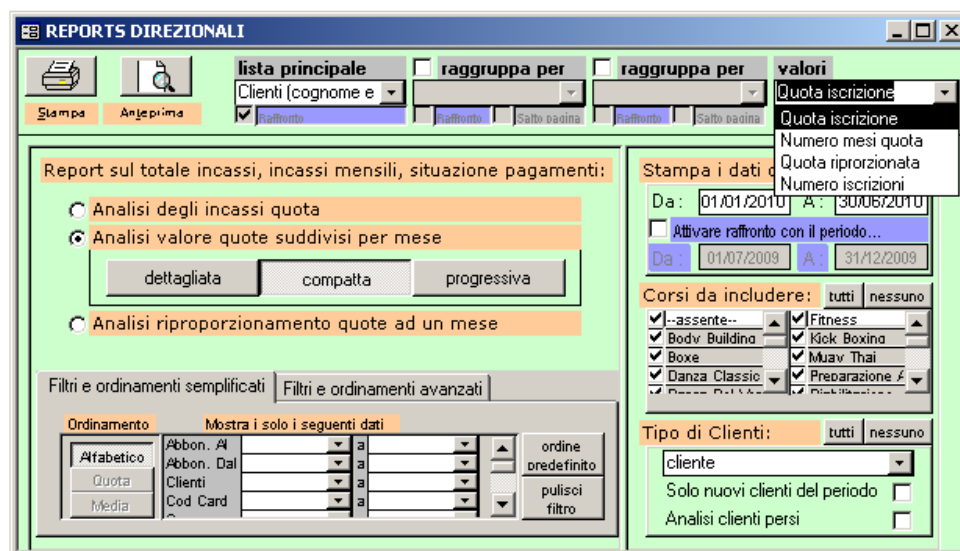 REPORTS DIREZIONALI
Stampa
Anteprima
lista principale
Clienti (cognome e
Raffronto
raggruppa per
Raffronto
Salto pagina
raggruppa per
Raffronto
Salto pagina
valori
Quota iscrizione
Quota iscrizione
Numero mesi quota
Quota riproporzionata
Numero iscrizioni
Report sul totale incassi, incassi mensili, situazione pagamenti:
Analisi degli incassi quota
Analisi valore quote suddivisi per mese
dettagliata
compatta
progressiva
Analisi riproporzionamento quote ad un mese
Filtri e ordinamenti semplificati
Filtri e ordinamenti avanzati
Ordinamento
Mostra i solo i seguenti dati
Alfabetico
Quota
Media
Abbon. Al
a
Abbon. Dal
a
Clienti
a
Cod Card
a
ordine
predefinito
pulisci
filtro
Stampa i dati
Da: 01/01/2010 A: 30/06/2010
Attivare raffronto con il periodo...
Da: 01/07/2009 A: 31/12/2009
Corsi da includere: tutti nessuno
--assente--
Body Building
Boxe
Danza Classic
Fitness
Kick Boxing
Muay Thai
Preparazione A
Tipo di Clienti: tutti nessuno
cliente
Solo nuovi clienti del periodo
Analisi clienti persi